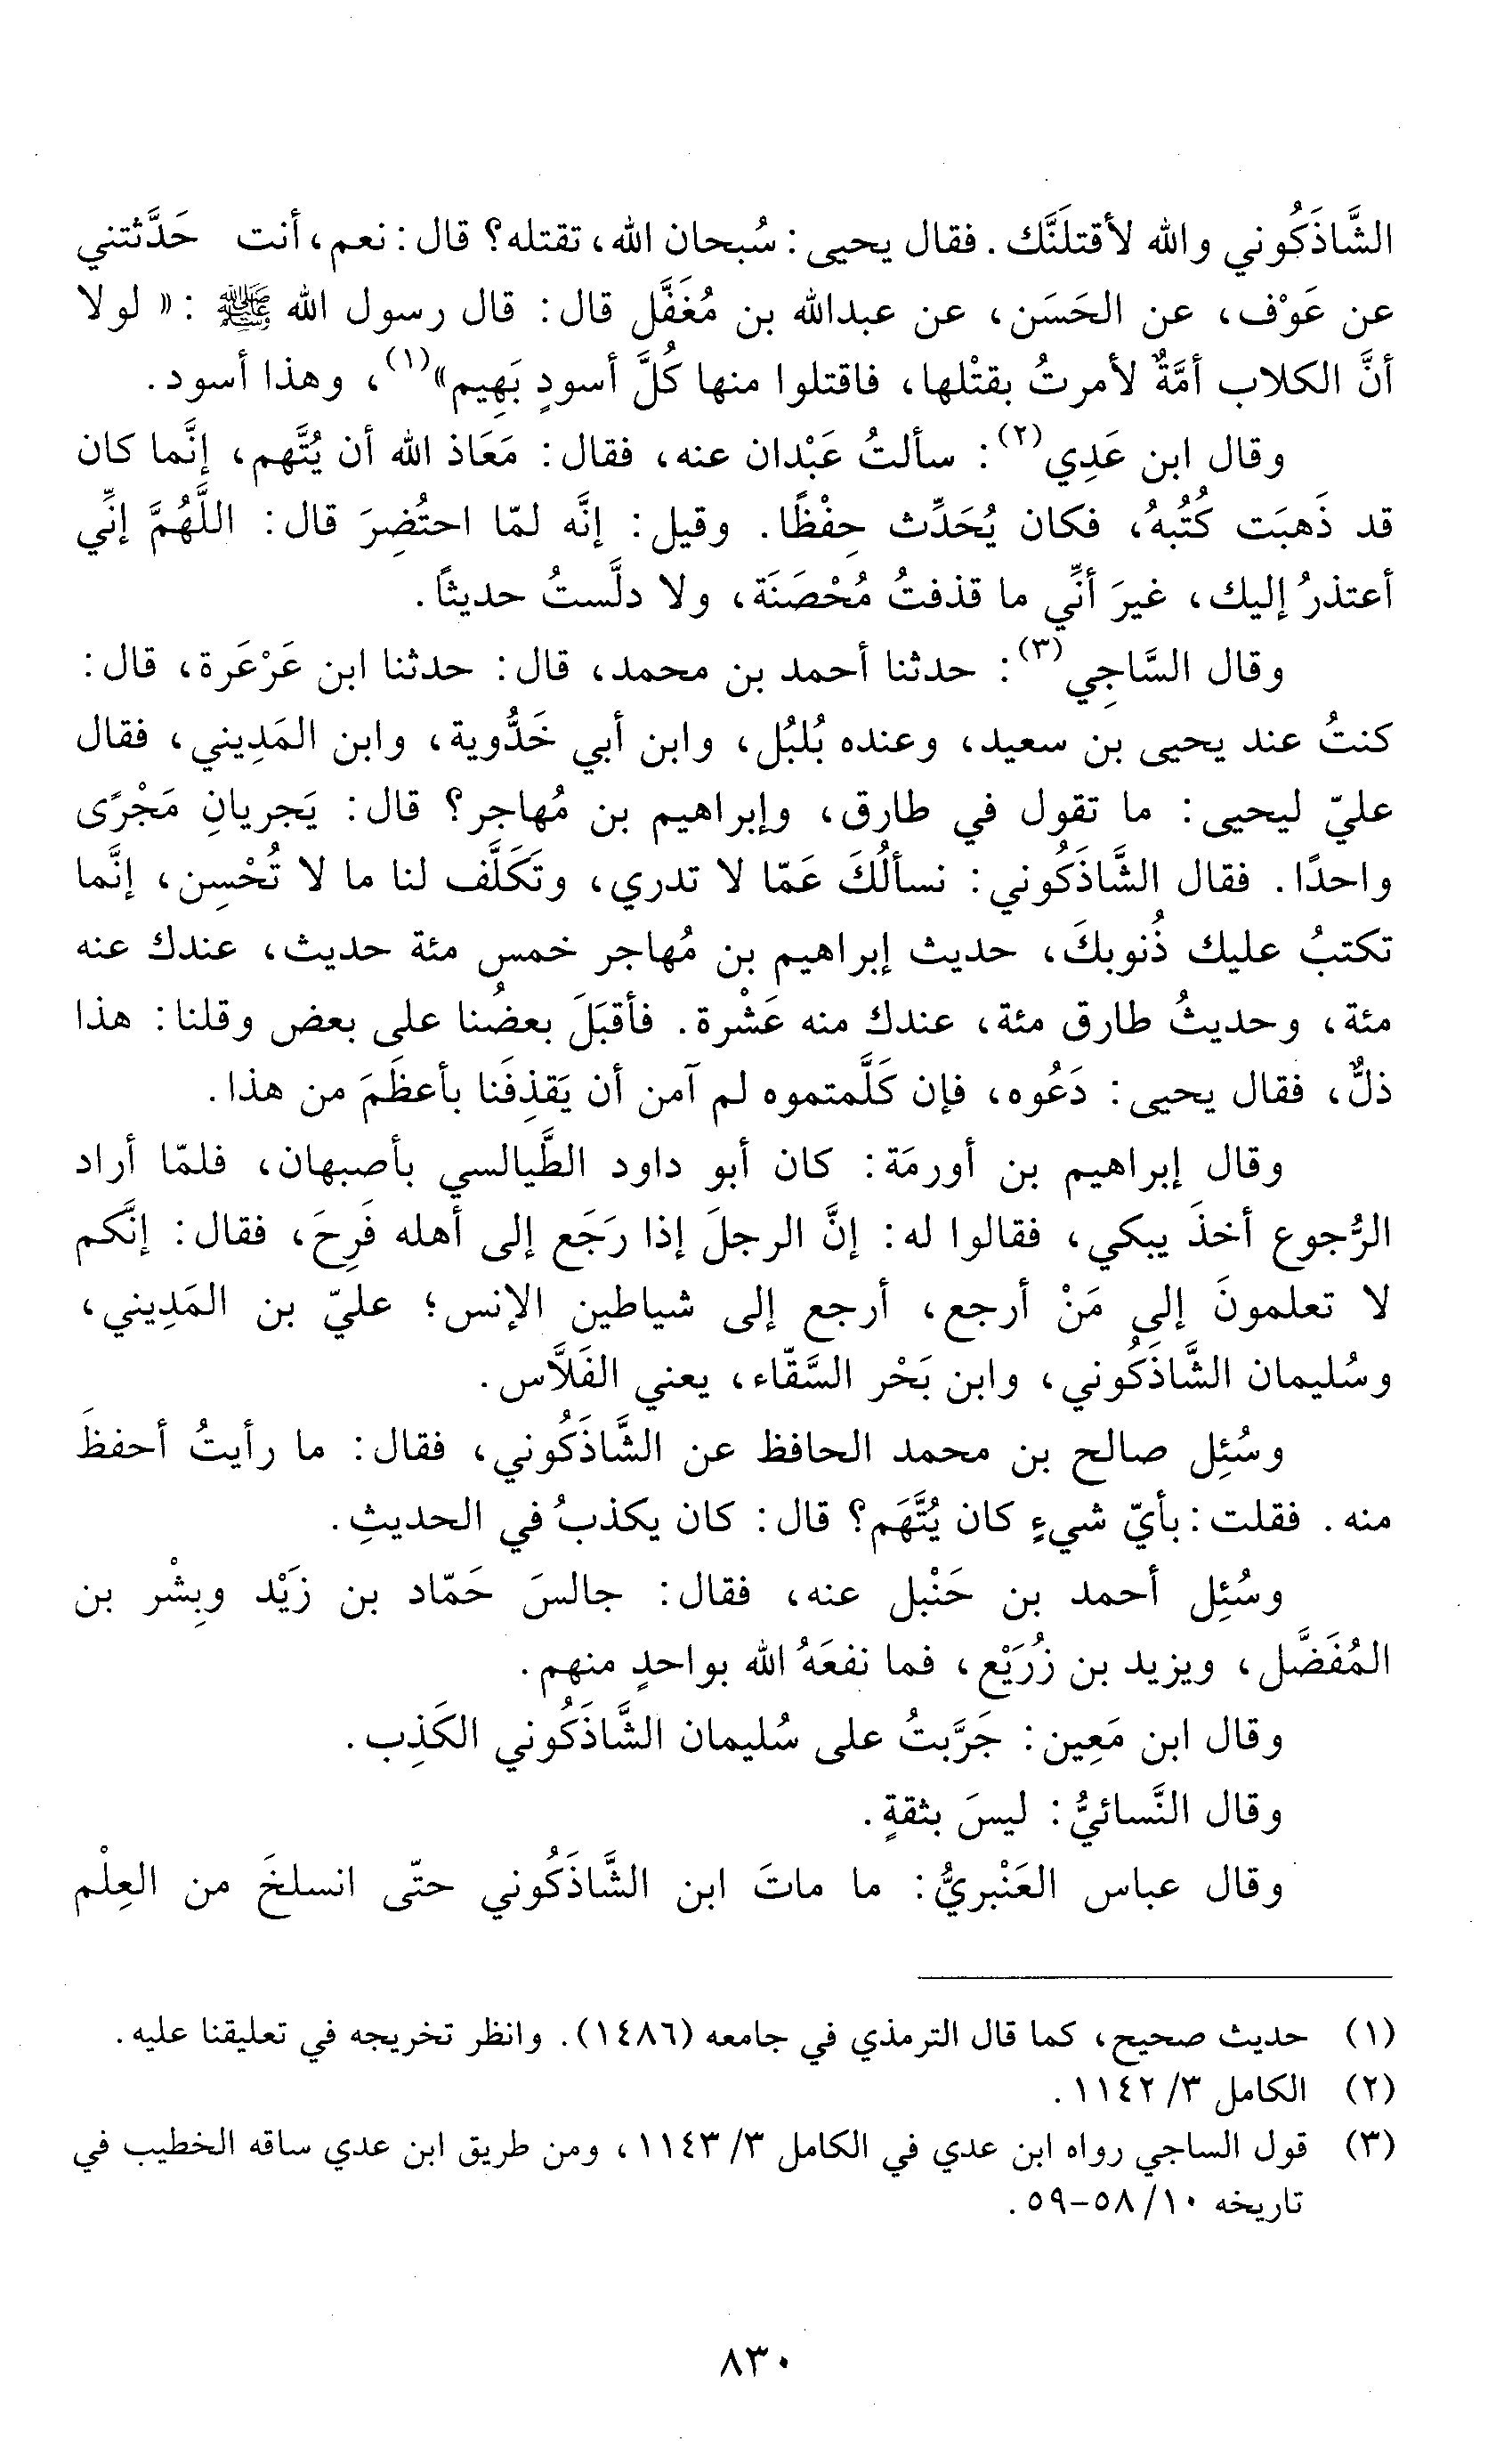 الشَّاذَكُوني والله لأقتلَنَّك. فقال يحيى: سُبحان الله، تقتله؟ قال: نعم، أنت حَدَّثتني
عن عَوْف، عن الحَسَن، عن عبدالله بن مُغَفَّل قال: قال رسول الله ﷺ: «لولا
أنَّ الكلاب أمَّةٌ لأمرتُ بقتْلها، فاقتلوا منها كُلَّ أسودٍ بَهِيم»(١)، وهذا أسود.
وقال ابن عَدِي(٢): سألتُ عَبْدان عنه، فقال: مَعَاذ الله أن يُتَّهم، إنَّما كان
قد ذَهبَت كُتُبهُ، فكان يُحَدِّث حِفْظًا. وقيل: إنَّه لمّا احتُضِرَ قال: اللَّهُمَّ إنِّي
أعتذرُ إليك، غيرَ أنِّي ما قذفتُ مُحْصَنَة، ولا دلَّستُ حديثًا.
وقال السَّاجِي(٣): حدثنا أحمد بن محمد، قال: حدثنا ابن عَرْعَرة، قال:
كنتُ عند يحيى بن سعيد، وعنده بُلبُل، وابن أبي خَدُّوية، وابن المَدِيني، فقال
عليّ ليحيى: ما تقول في طارق، وإبراهيم بن مُهاجر؟ قال: يَجريانِ مَجْرًى
واحدًا. فقال الشَّاذَكُوني: نسألُكَ عَمّا لا تدري، وتَكَلَّف لنا ما لا تُحْسِن، إنَّما
تكتبُ عليك ذُنوبكَ، حديث إبراهيم بن مُهاجر خمس مئة حديث، عندك عنه
مئة، وحديثُ طارق مئة، عندك منه عَشْرة. فأقبَلَ بعضُنا على بعض وقلنا: هذا
ذلٌّ، فقال يحيى: دَعُوه، فإن كَلَّمتموه لم آمن أن يَقذِفَنا بأعظَمَ من هذا.
وقال إبراهيم بن أورمَة: كان أبو داود الطَّيالسي بأصبهان، فلمّا أراد
الرُّجوع أخذَ يبكي، فقالوا له: إنَّ الرجلَ إذا رَجَع إلى أهله فَرِحَ، فقال: إنَّكم
لا تعلمونَ إلى مَنْ أرجع، أرجع إلى شياطين الإنس؛ عليّ بن المَدِيني،
وسُليمان الشَّاذَكُوني، وابن بَحْر السَّقّاء، يعني الفَلاَّس.
وسُئِل صالح بن محمد الحافظ عن الشَّاذَكُوني، فقال: ما رأيتُ أحفظَ
منه. فقلت: بأيّ شيءٍ كان يُتَّهَم؟ قال: كان يكذبُ في الحديثِ.
وسُئِل أحمد بن حَنْبل عنه، فقال: جالسَ حَمّاد بن زَيْد وبِشْر بن
المُفَضَّل، ويزيد بن زُرَيْع، فما نفعَهُ الله بواحدٍ منهم.
وقال ابن مَعِين: جَرَّبتُ على سُليمان الشَّاذَكُوني الكَذِب.
وقال النَّسائيُّ: ليسَ بثقةٍ.
وقال عباس العَنْبريُّ: ما ماتَ ابن الشَّاذَكُوني حتّى انسلخَ من العِلْم
(١) حديث صحيح، كما قال الترمذي في جامعه (١٤٨٦). وانظر تخريجه في تعليقنا عليه.
(٢) الكامل ٣/ ١١٤٢.
(٣) قول الساجي رواه ابن عدي في الكامل ٣/ ١١٤٣، ومن طريق ابن عدي ساقه الخطيب في
تاريخه ١٠/ ٥٨-٥٩.
٨٣٠